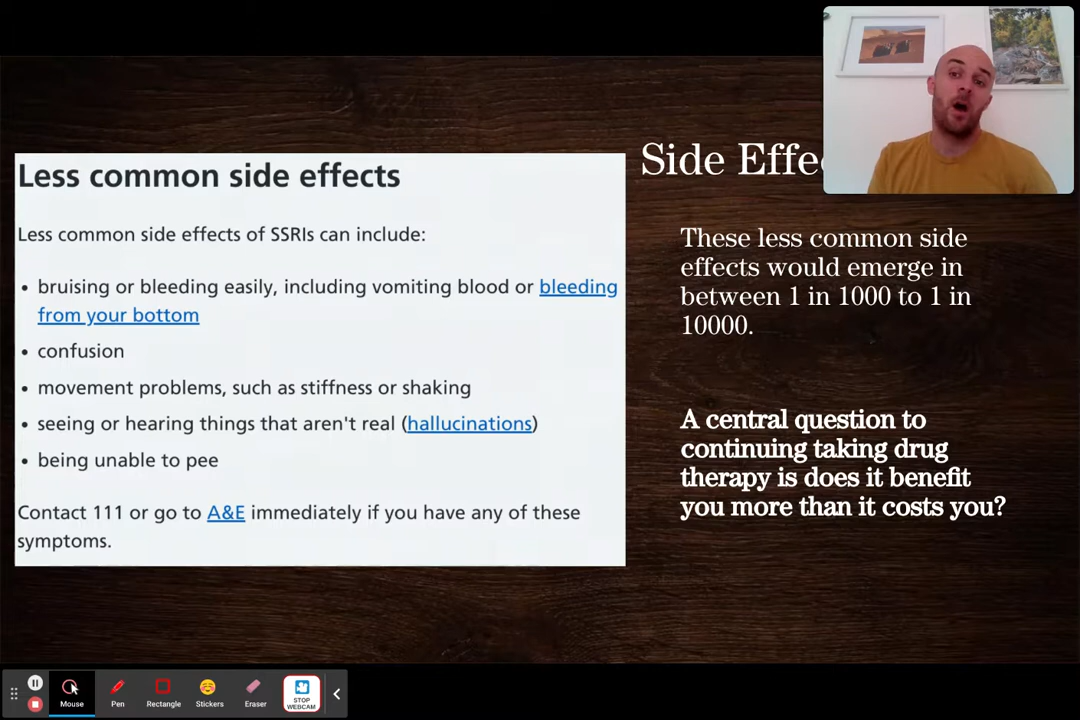 Less common side effects
Less common side effects of SSRIs can include:
• bruising or bleeding easily, including vomiting blood or bleeding
from your bottom
• confusion
• movement problems, such as stiffness or shaking
• seeing or hearing things that aren't real (hallucinations)
• being unable to pee
Contact 111 or go to A&E immediately if you have any of these
symptoms.
Side Effe
These less common side
effects would emerge in
between 1 in 1000 to 1 in
10000.
A central question to
continuing taking drug
therapy is does it benefit
you more than it costs you?
Mouse
Pen
Rectangle
Stickers
Eraser
STOP
WEBCAM